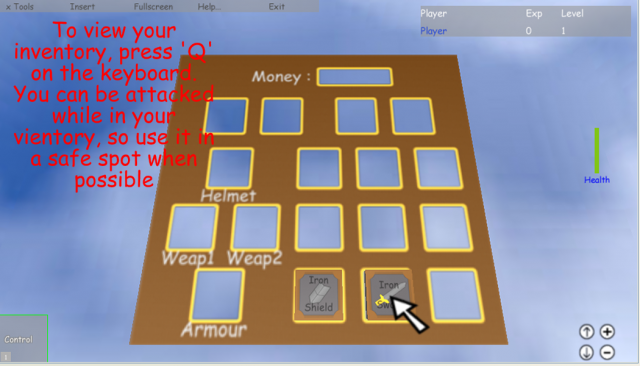 x Tools Insert Fullscreen Help... Exit
Player Exp Level
Player 0 1
To view your
inventory, press 'Q'
on the keyboard.
You can be attacked
while in your
vientory, so use it in
a safe spot when
possible
Money :
Health
Helmet
Weap1 Weap2
Iron
Shield
Iron
Armour
Control
1